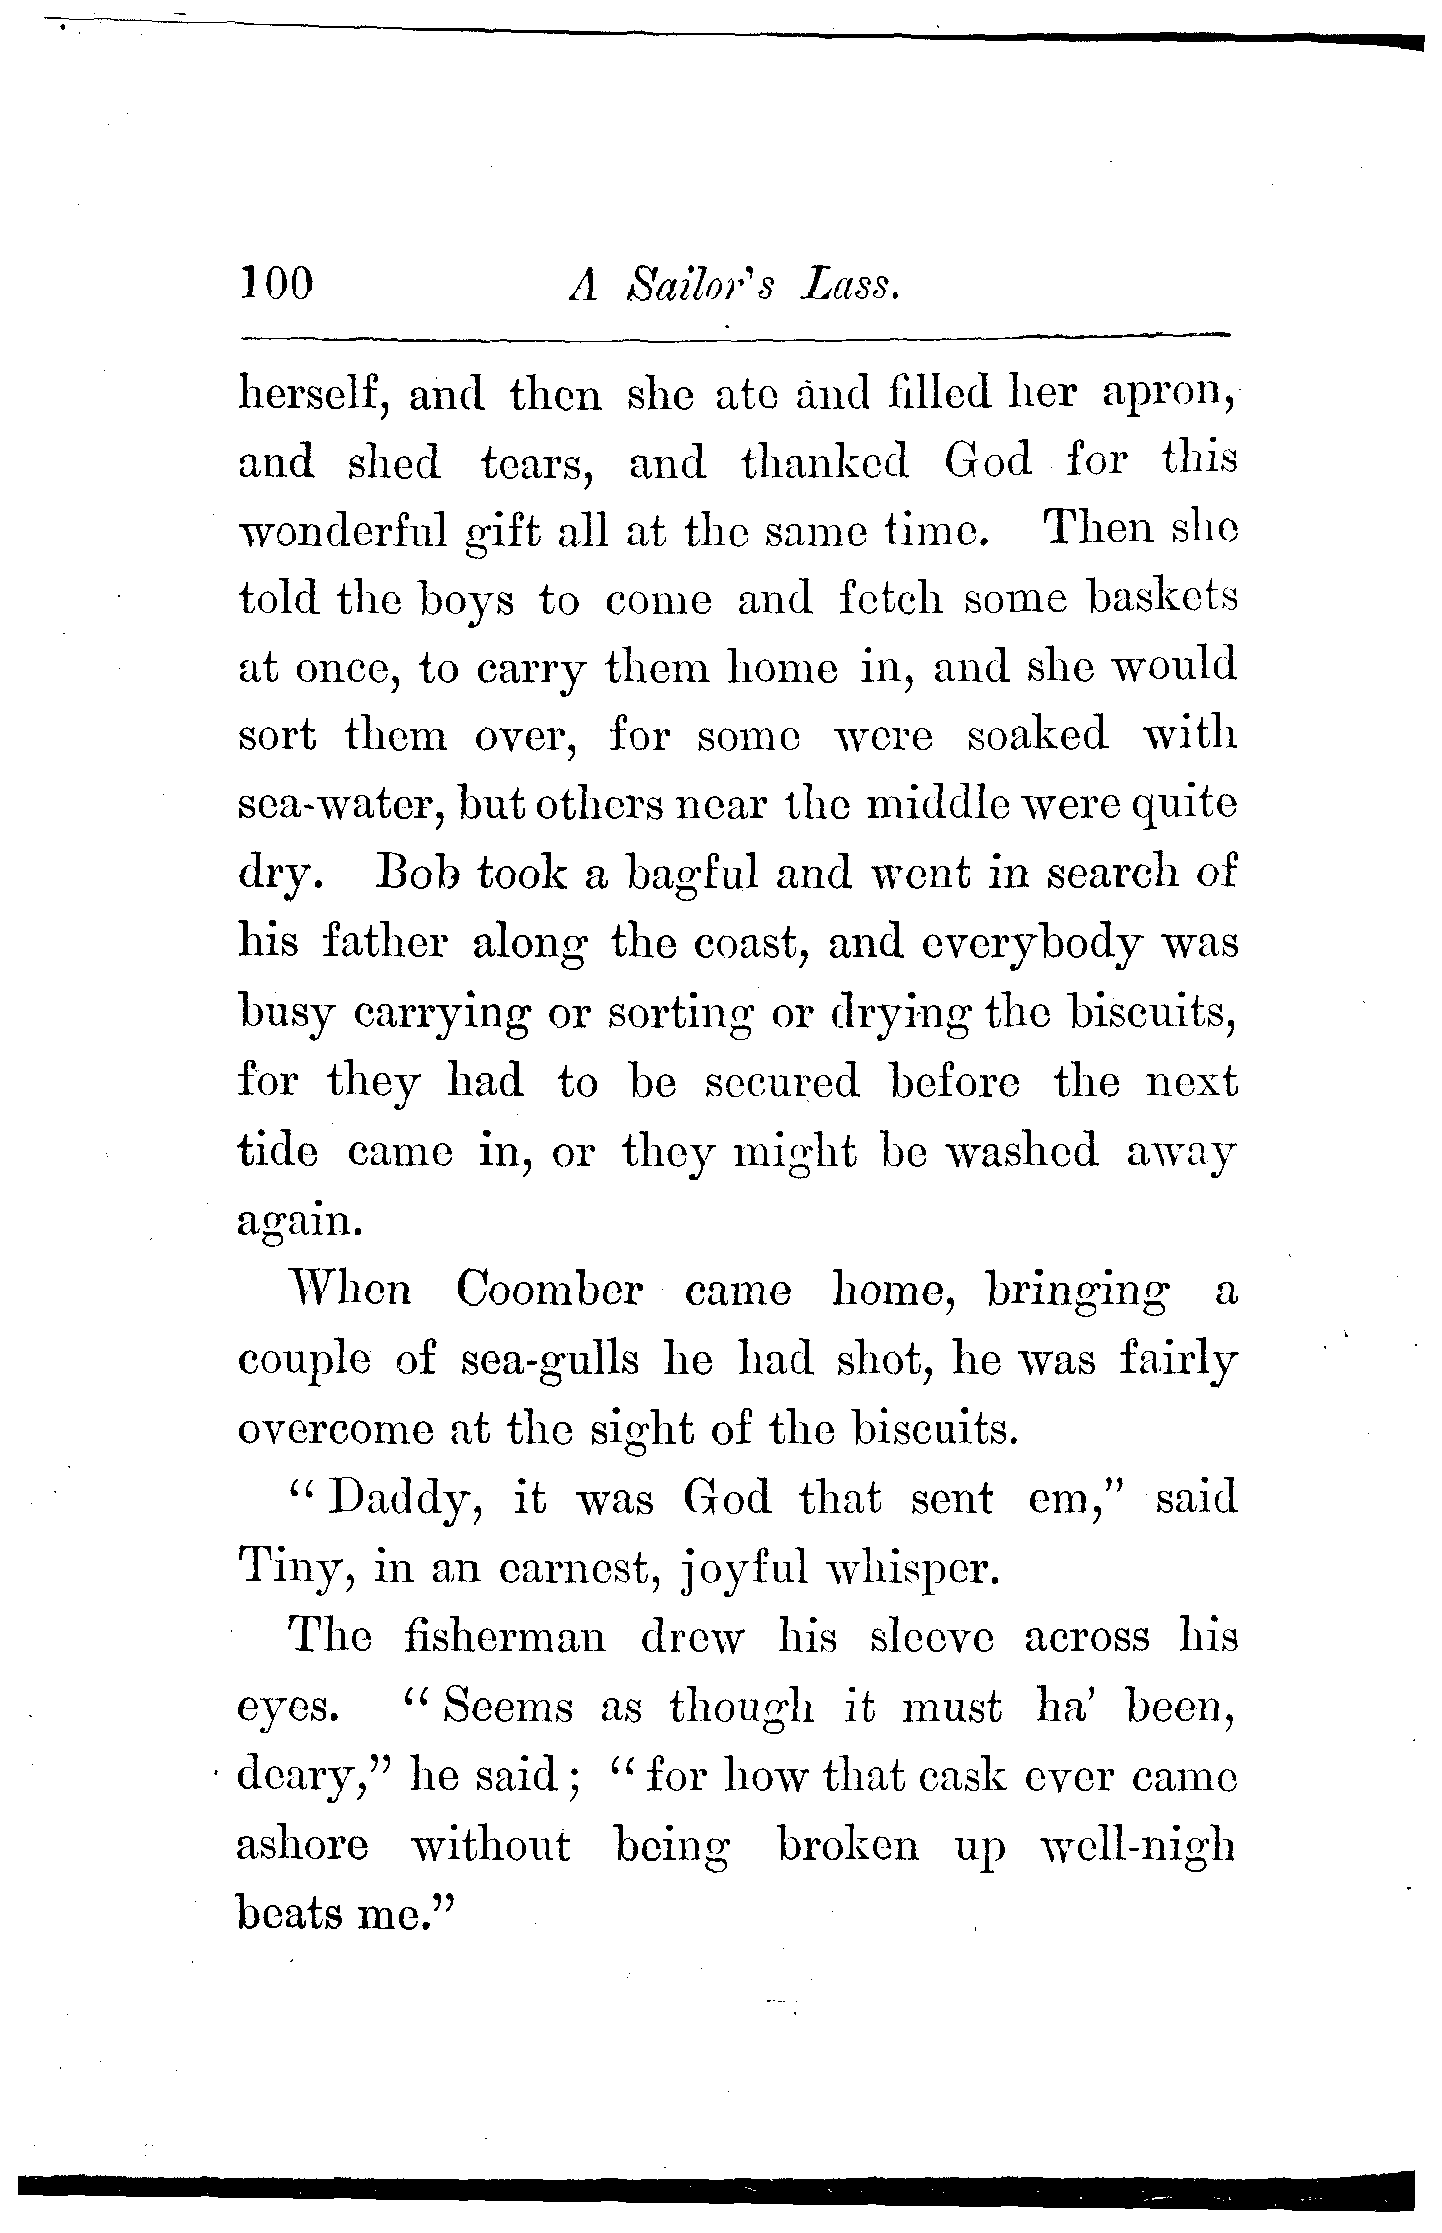 100 A Sailor's Lass.
herself, and then she ate and filled her apron,
and shed tears, and thanked God for this
wonderful gift all at the same time. Then she
told the boys to come and fetch some baskets
at once, to carry them home in, and she would
sort them over, for some were soaked with
sea-water, but others near the middle were quite
dry. Bob took a bagful and went in search of
his father along the coast, and everybody was
busy carrying or sorting or drying the biscuits,
for they had to be secured before the next
tide came in, or they might be washed away
again.
When Coomber came home, bringing a
couple of sea-gulls he had shot, he was fairly
overcome at the sight of the biscuits.
“ Daddy, it was God that sent em,” said
Tiny, in an earnest, joyful whisper.
The fisherman drew his sleeve across his
eyes. “ Seems as though it must ha’ been,
deary,” he said ; “ for how that cask ever came
ashore without being broken up well-nigh
beats me.”